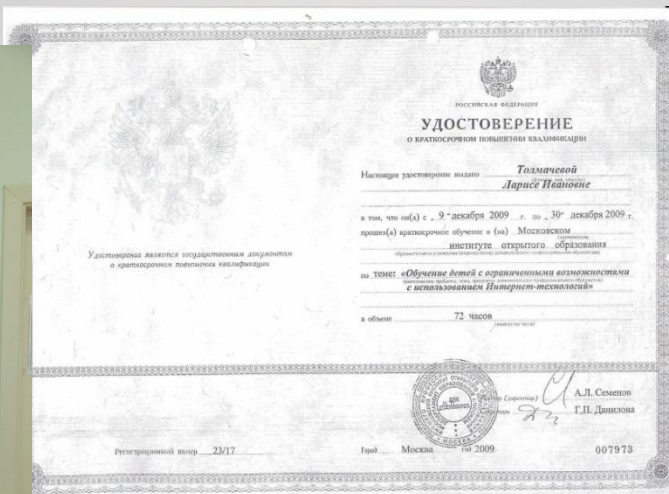 РОССИЙСКАЯ ФЕДЕРАЦИЯ
УДОСТОВЕРЕНИЕ
О КРАТКОСРОЧНОМ ПОВЫШЕНИИ КВАЛИФИКАЦИИ
Настоящее удостоверение выдано Толмачевой
Ларисе Ивановне
в том, что он(а) с „ 9 " декабря 2009 г. по „ 30" декабря 2009 г.
прошел(а) краткосрочное обучение в (на) Московском
институте открытого образования
по теме: «Обучение детей с ограниченными возможностями
с использованием Интернет-технологий»
в объеме 72 часов
(количество часов)
Удостоверение является государственным документом
о краткосрочном повышении квалификации
(директор) А.Л. Семенов
Г.П. Данилова
Регистрационный номер 23/17
Город Москва год 2009
007973